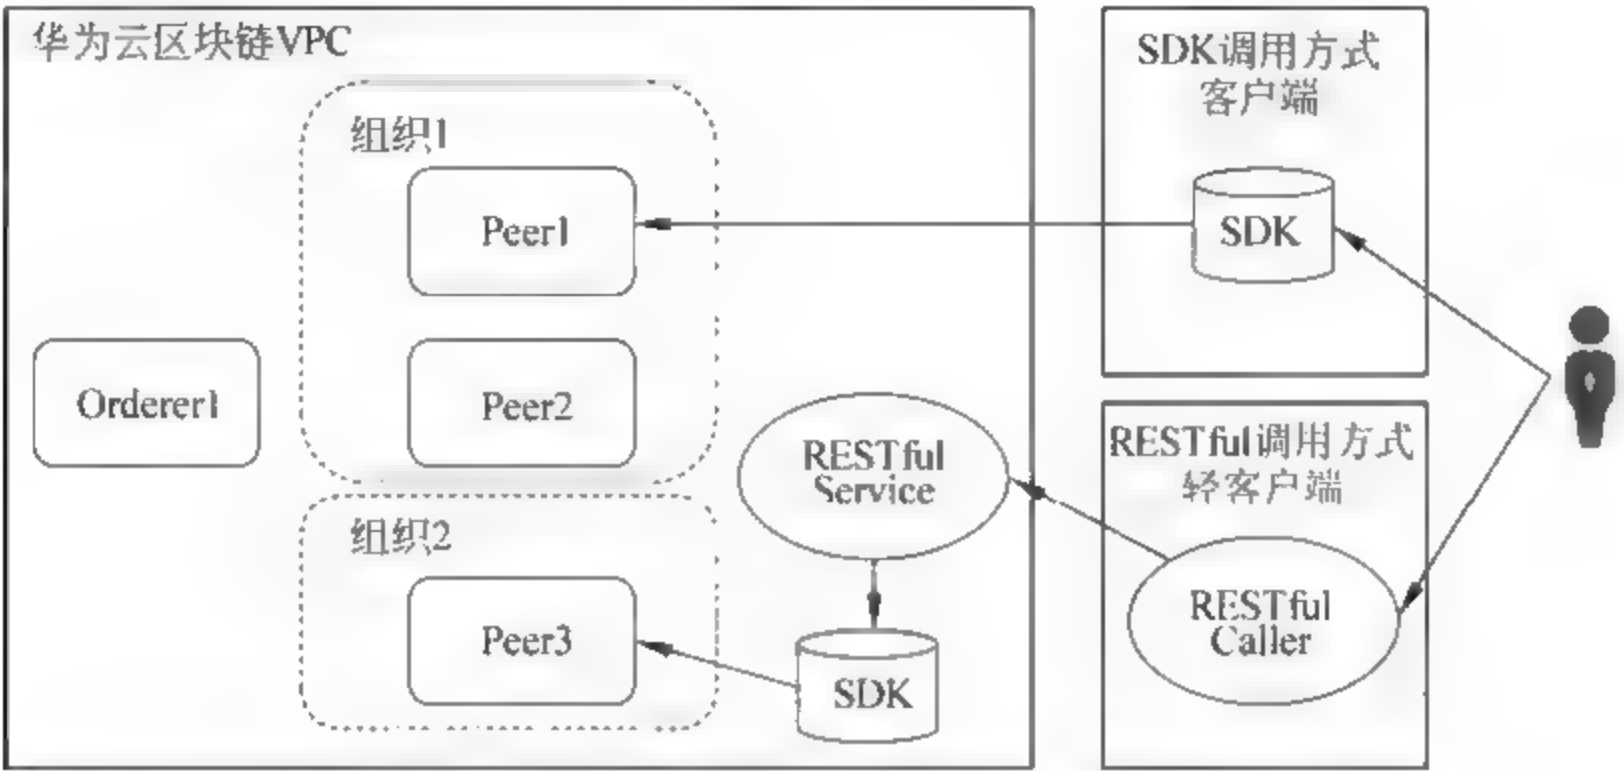 华为云区块链VPC
组织1
Peer1
Orderer1
Peer2
组织2
Peer3
RESTful
Service
SDK
SDK调用方式
客户端
SDK
RESTful调用方式
轻客户端
RESTful
Caller